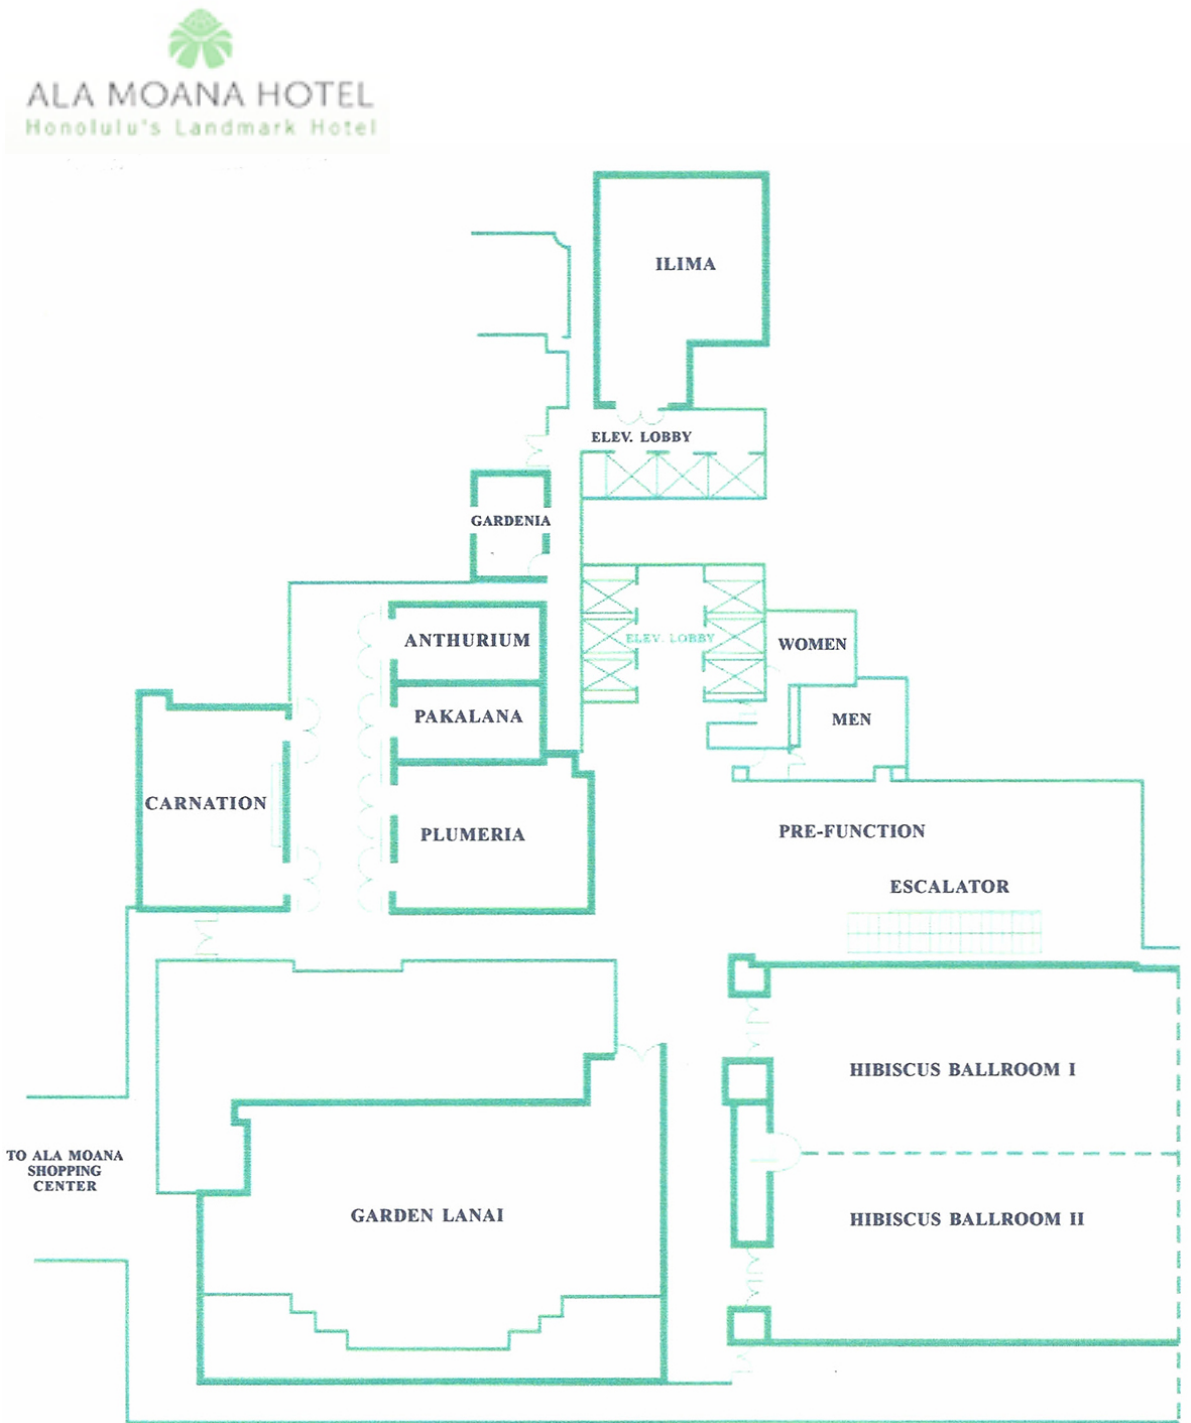 ALA MOANA HOTEL
Honolulu's Landmark Hotel
ILIMA
ELEV. LOBBY
GARDENIA
ANTHURIUM
ELEV. LOBBY
WOMEN
PAKALANA
MEN
CARNATION
PLUMERIA
PRE-FUNCTION
ESCALATOR
HIBISCUS BALLROOM I
TO ALA MOANA
SHOPPING
CENTER
GARDEN LANAI
HIBISCUS BALLROOM II